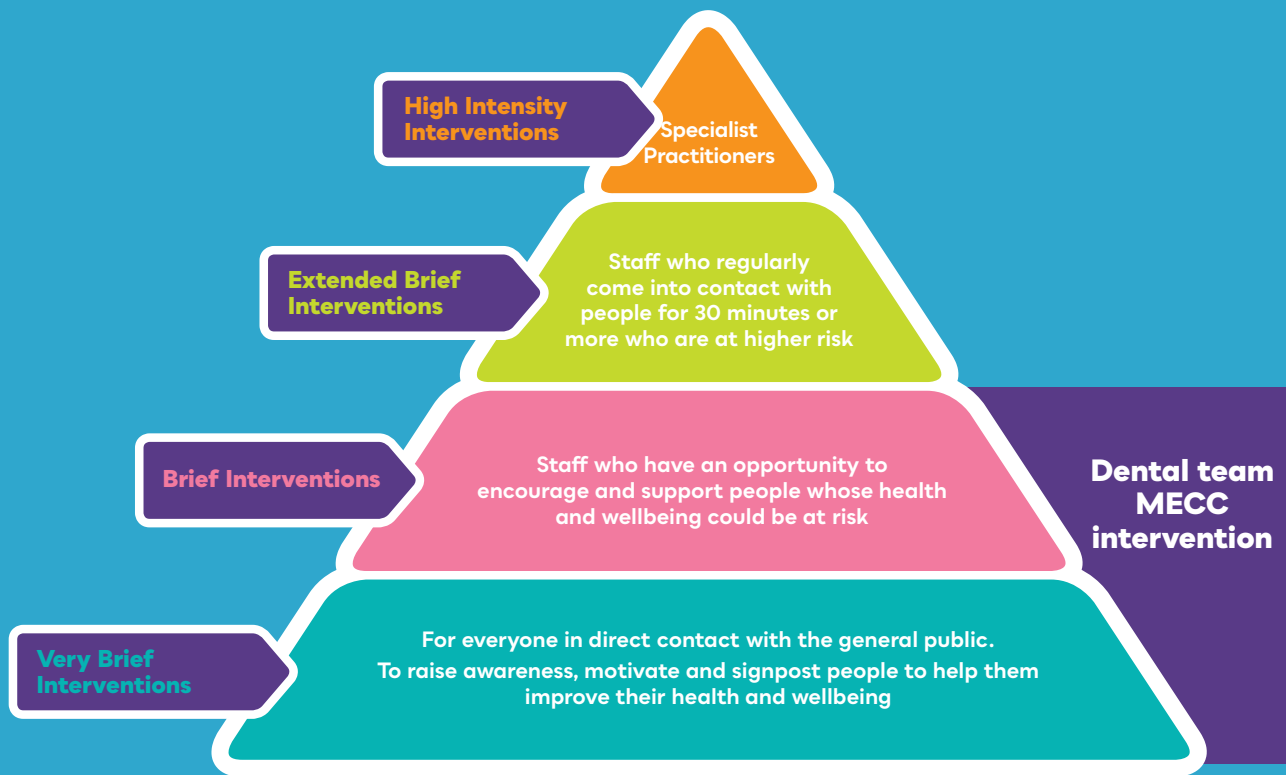 High Intensity
Interventions
Specialist
Practitioners
Extended Brief
Interventions
Staff who regularly
come into contact with
people for 30 minutes or
more who are at higher risk
Brief Interventions
Staff who have an opportunity to
encourage and support people whose health
and wellbeing could be at risk
Dental team
MECC
intervention
Very Brief
Interventions
For everyone in direct contact with the general public.
To raise awareness, motivate and signpost people to help them
improve their health and wellbeing